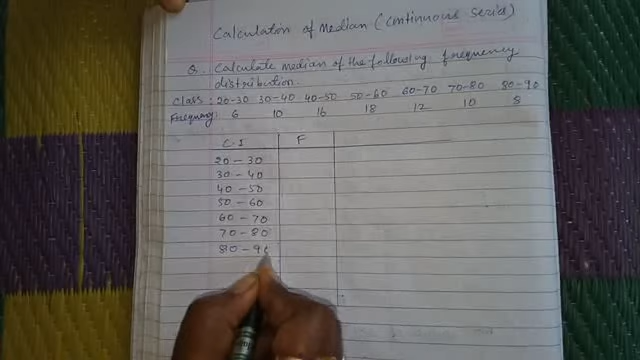 Calculation of Median (Continuous Series)
Q. Calculate median of the following frequency
distribution.
Class : 20-30 30-40 40-50 50-60 60-70 70-80 80-90
Frequency: 6 10 16 18 12 10 8
C-I F
20-30
30-40
40-50
50-60
60-70
70-80
80-90